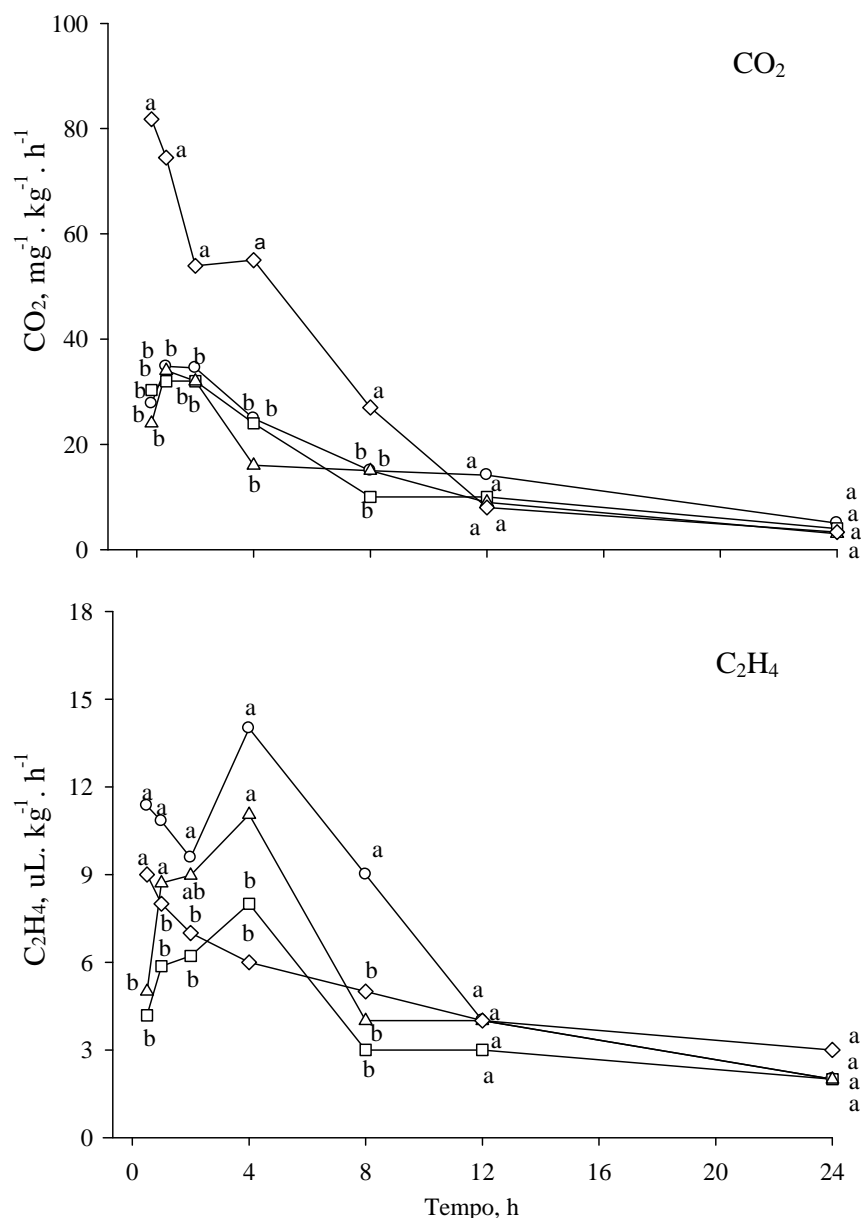 100
CO₂
a
80
a
a
a
60
CO₂, mg⁻¹ . kg⁻¹ . h⁻¹
40
b b
b
b
a
b
b
b b
b b
20
b
b
b b
b
b
a
a
a a
a
a
a
a
0
18
C₂H₄
15
a
a a
a
12
a
a
a
a
9
ab
b
b
b
b
b
b
6
C₂H₄, uL. kg⁻¹ . h⁻¹
b
b
b
b
b
a
a
a
a
3
a
a
a
a
0
0 4 8 12 16 20 24
Tempo, h